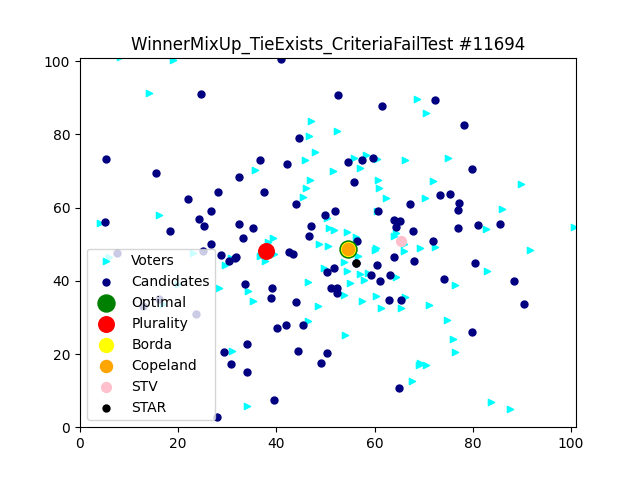 WinnerMixUp_TieExists_CriteriaFailTest #11694
100
80
60
40
20
0
0 20 40 60 80 100
Voters
Candidates
Optimal
Plurality
Borda
Copeland
STV
STAR